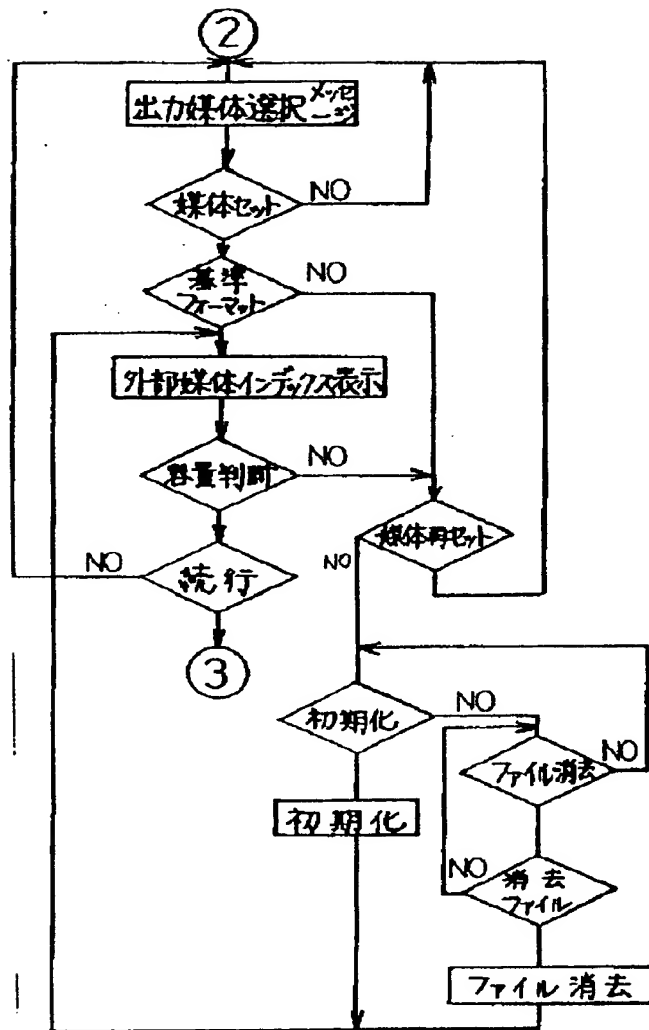 ②
出力媒体選択 メッセージ
媒体セット
NO
基準
フォーマット
NO
外部媒体インデックス表示
容量判断
NO
媒体再セット
NO
続行
NO
③
初期化
NO
ファイル消去
NO
初期化
消去
ファイル
NO
ファイル消去